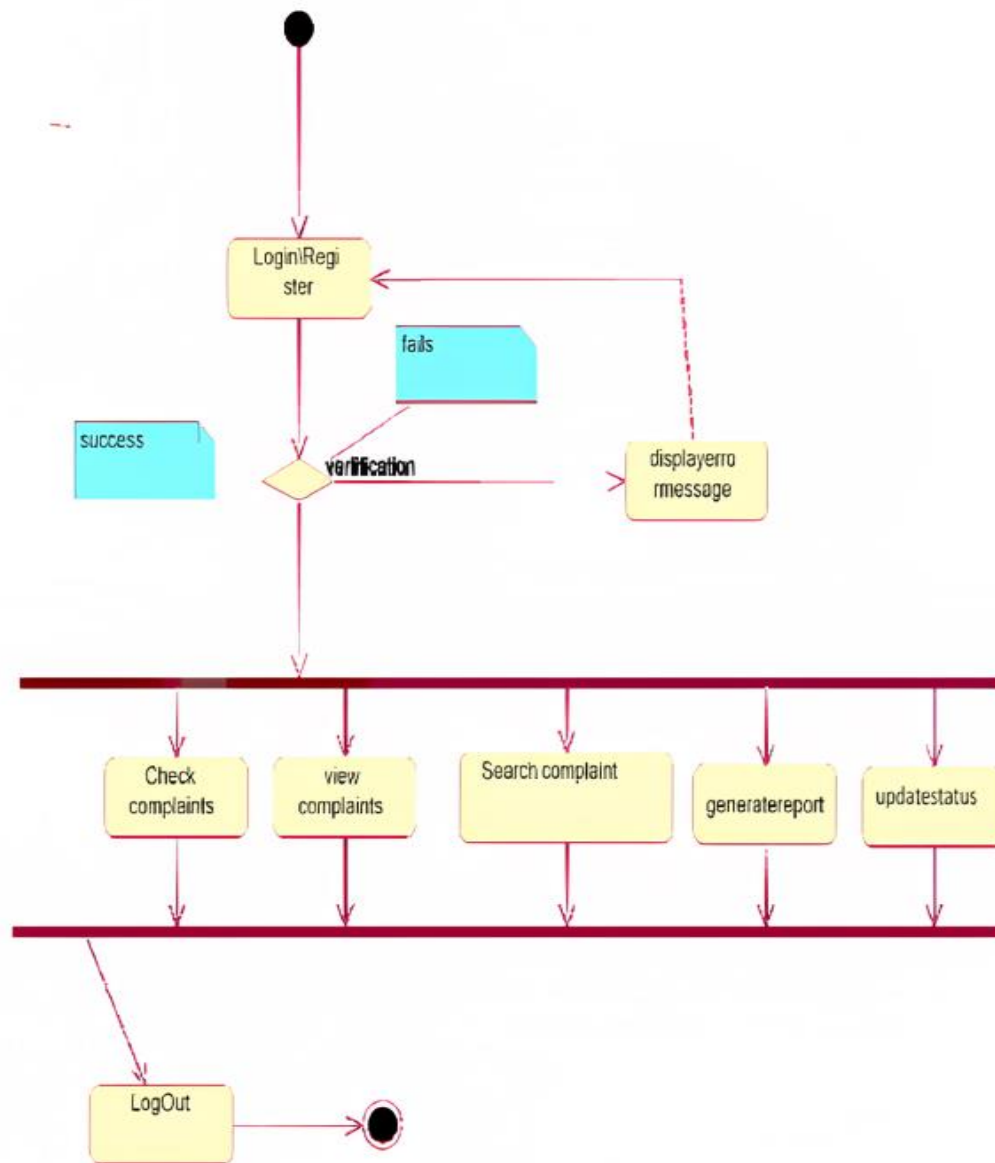 Login\Regi
ster
fails
success
verification
displayerro
rmessage
Check
complaints
view
complaints
Search complaint
generatereport
updatestatus
LogOut